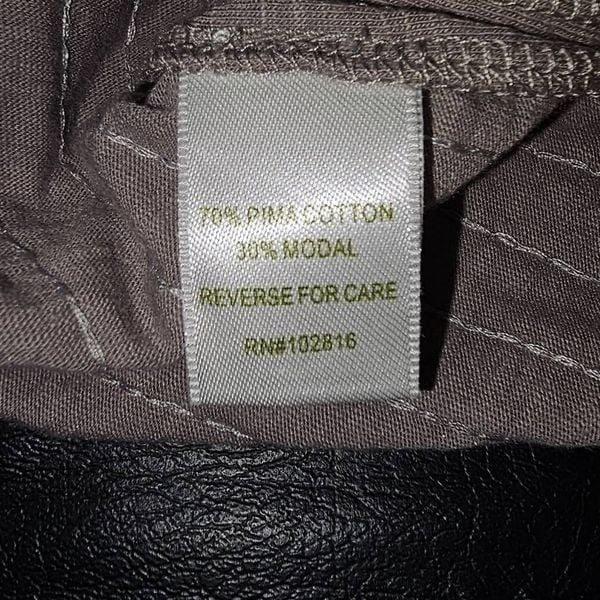 70% PIMA COTTON
30% MODAL
REVERSE FOR CARE
RN#102816